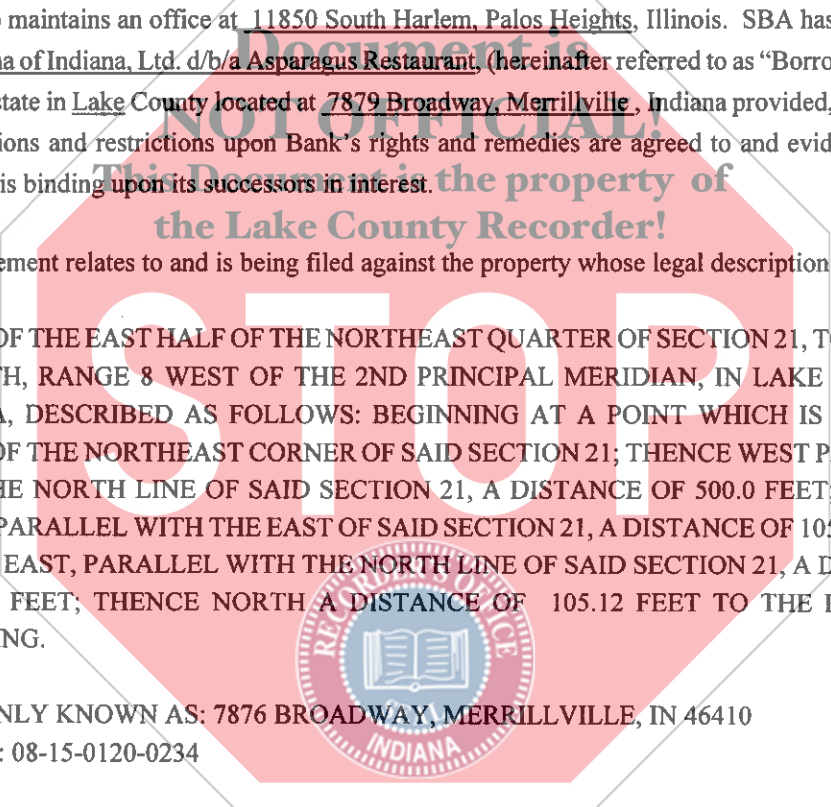 maintains an office at 11850 South Harlem, Palos Heights, Illinois. SBA has
na of Indiana, Ltd. d/b/a Asparagus Restaurant, (hereinafter referred to as “Borro
state in Lake County located at 7879 Broadway, Merrillville , Indiana provided,
ions and restrictions upon Bank’s rights and remedies are agreed to and evid
is binding upon its successors in interest.
Document is
NOT OFFICIAL!
This Document is the property of
the Lake County Recorder!
ement relates to and is being filed against the property whose legal description
STOP
OF THE EAST HALF OF THE NORTHEAST QUARTER OF SECTION 21, T
TH, RANGE 8 WEST OF THE 2ND PRINCIPAL MERIDIAN, IN LAKE
A, DESCRIBED AS FOLLOWS: BEGINNING AT A POINT WHICH IS
OF THE NORTHEAST CORNER OF SAID SECTION 21; THENCE WEST P
HE NORTH LINE OF SAID SECTION 21, A DISTANCE OF 500.0 FEET
PARALLEL WITH THE EAST OF SAID SECTION 21, A DISTANCE OF 105
EAST, PARALLEL WITH THE NORTH LINE OF SAID SECTION 21, A D
FEET; THENCE NORTH A DISTANCE OF 105.12 FEET TO THE
NG.
NLY KNOWN AS: 7876 BROADWAY, MERRILLVILLE, IN 46410
: 08-15-0120-0234
RECORDER'S OFFICE
INDIANA